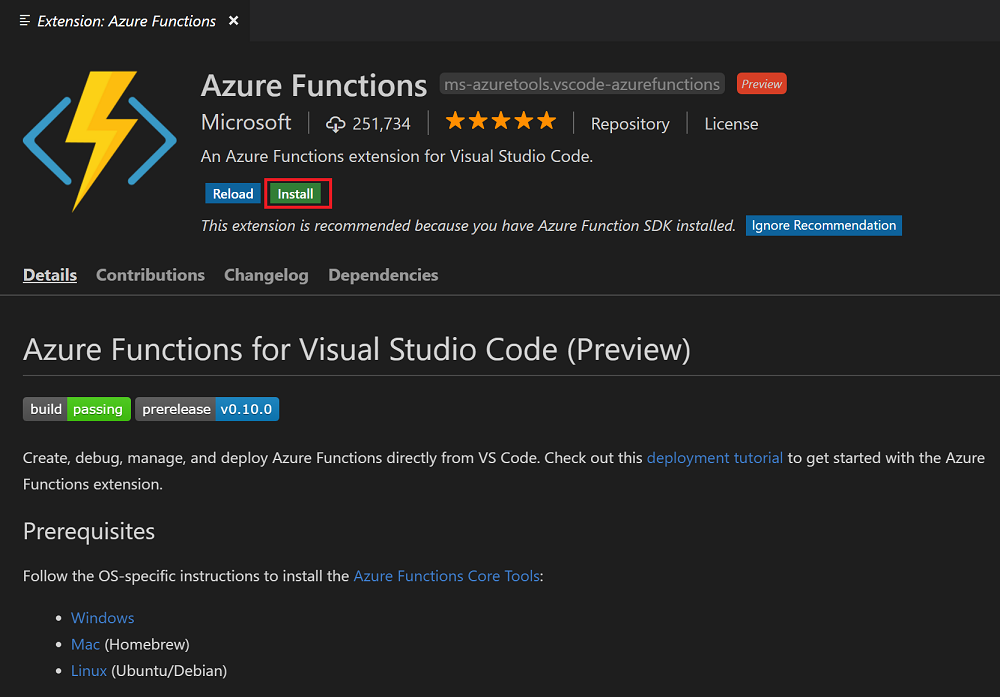 Extension: Azure Functions
Azure Functions ms-azuretools.vscode-azurefunctions Preview
Microsoft 251,734 Repository License
An Azure Functions extension for Visual Studio Code.
Reload Install
This extension is recommended because you have Azure Function SDK installed. Ignore Recommendation
Details Contributions Changelog Dependencies
Azure Functions for Visual Studio Code (Preview)
build passing prerelease v0.10.0
Create, debug, manage, and deploy Azure Functions directly from VS Code. Check out this deployment tutorial to get started with the Azure
Functions extension.
Prerequisites
Follow the OS-specific instructions to install the Azure Functions Core Tools:
• Windows
• Mac (Homebrew)
• Linux (Ubuntu/Debian)